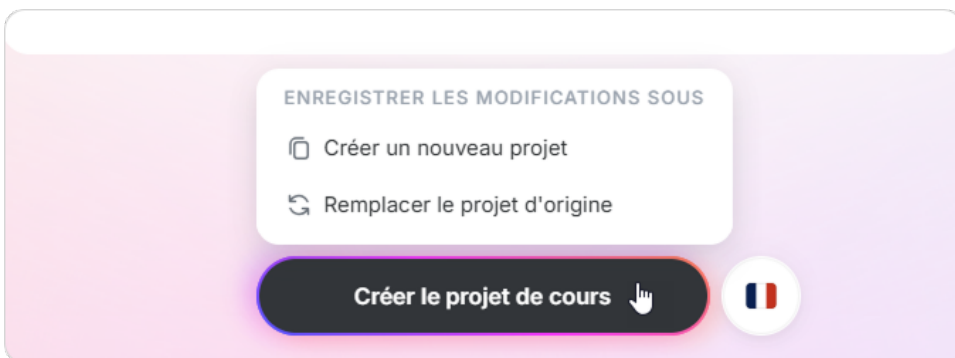 ENREGISTRER LES MODIFICATIONS SOUS
Créer un nouveau projet
Remplacer le projet d'origine
Créer le projet de cours